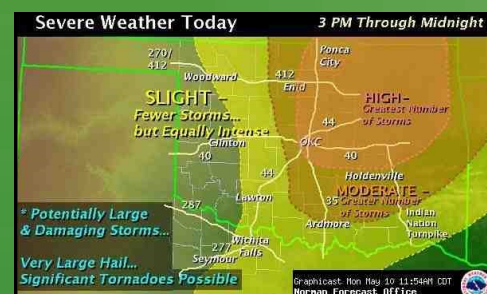 Severe Weather Today
3 PM Through Midnight
270/
412
Woodward
412
Enid
Ponca
City
SLIGHT -
Fewer Storms...
but Equally Intense
HIGH-
Greatest Number
of Storms
44
40
Clinton
OKC
40
44
Holdenville
MODERATE -
Greater Number
of Storms
287
Lawton
35
Ardmore
Indian
Nation
Turnpike
* Potentially Large
& Damaging Storms...
277
Wichita
Falls
Seymour
Very Large Hail...
Significant Tornadoes Possible
Graphicast Mon May 10 11:54AM CDT
Norman Forecast Office